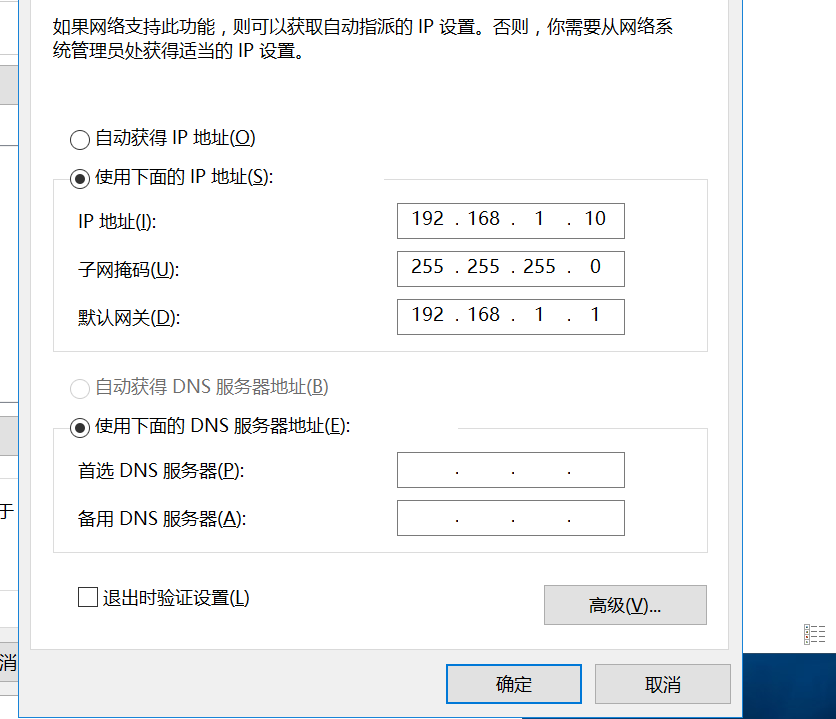 如果网络支持此功能，则可以获取自动指派的 IP 设置。否则，你需要从网络系
统管理员处获得适当的 IP 设置。
自动获得 IP 地址(O)
使用下面的 IP 地址(S):
IP 地址(I): 192 . 168 . 1 . 10
子网掩码(U): 255 . 255 . 255 . 0
默认网关(D): 192 . 168 . 1 . 1
自动获得 DNS 服务器地址(B)
使用下面的 DNS 服务器地址(E):
首选 DNS 服务器(P): . . .
于
备用 DNS 服务器(A): . . .
退出时验证设置(L)
高级(V)...
消
确定 取消